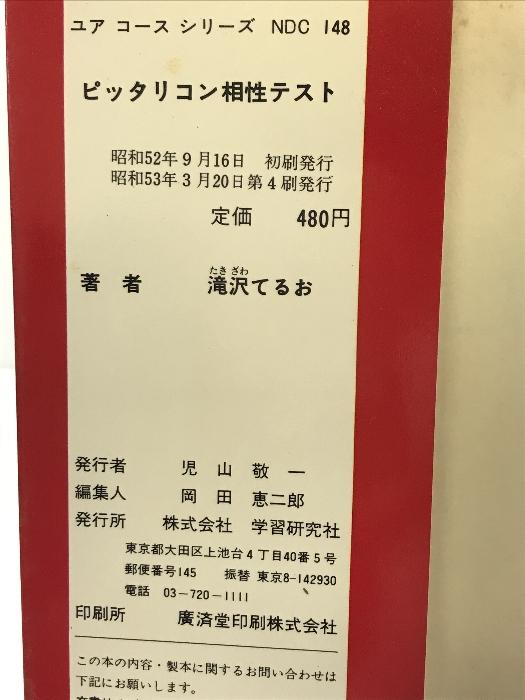 ユア コース シリーズ NDC 148
ピッタリコン相性テスト
昭和52年9月16日 初刷発行
昭和53年3月20日第4刷発行
定価 480円
たきざわ
著者 滝沢てるお
発行者 児山敬一
編集人 岡田恵二郎
発行所 株式会社 学習研究社
東京都大田区上池台4丁目40番5号
郵便番号145 振替 東京8-142930
電話 03-720-1111
印刷所 廣済堂印刷株式会社
この本の内容・製本に関するお問い合わせは
下記にお願いします。